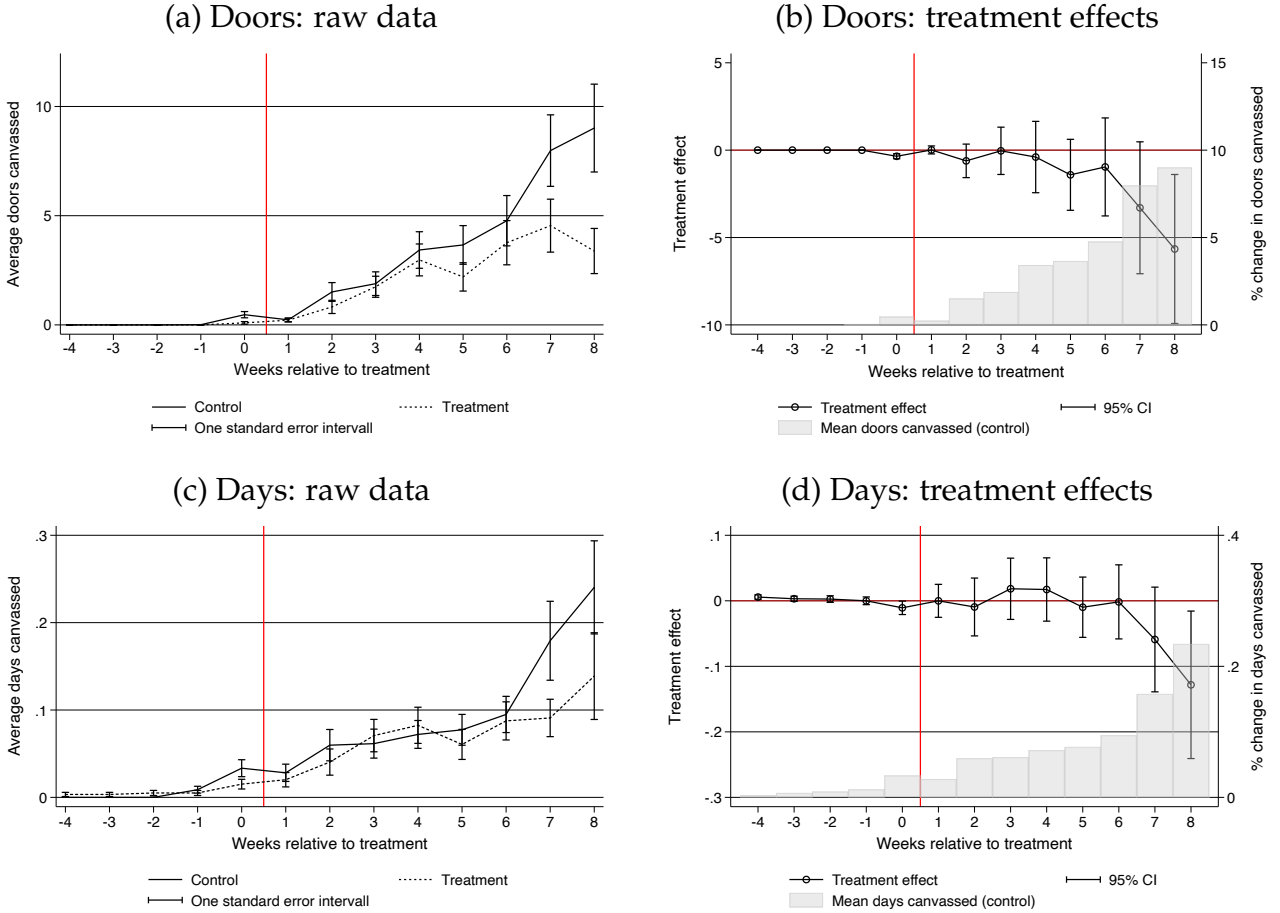 (a) Doors: raw data
Average doors canvassed
10
5
0
-4 -3 -2 -1 0 1 2 3 4 5 6 7 8
Weeks relative to treatment
Control
Treatment
One standard error intervall
(b) Doors: treatment effects
Treatment effect
5
0
-5
-10
15
10
5
0
% change in doors canvassed
-4 -3 -2 -1 0 1 2 3 4 5 6 7 8
Weeks relative to treatment
Treatment effect
95% CI
Mean doors canvassed (control)
(c) Days: raw data
Average days canvassed
.3
.2
.1
0
-4 -3 -2 -1 0 1 2 3 4 5 6 7 8
Weeks relative to treatment
Control
Treatment
One standard error intervall
(d) Days: treatment effects
Treatment effect
.1
0
-.1
-.2
-.3
.4
.2
0
% change in days canvassed
-4 -3 -2 -1 0 1 2 3 4 5 6 7 8
Weeks relative to treatment
Treatment effect
95% CI
Mean days canvassed (control)